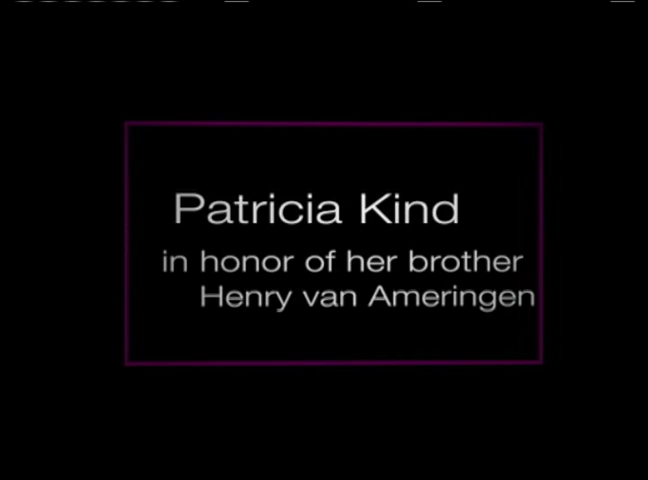 Patricia Kind
in honor of her brother
Henry van Ameringen